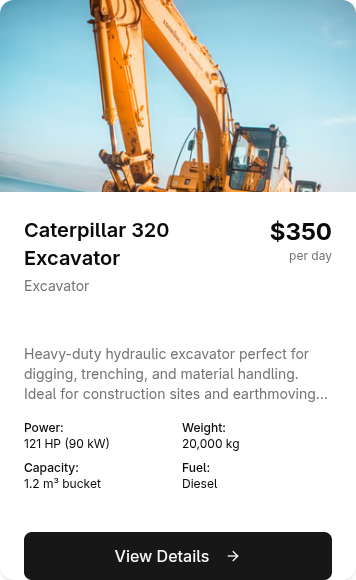 Caterpillar 320
Excavator
$350
per day
Excavator
Heavy-duty hydraulic excavator perfect for
digging, trenching, and material handling.
Ideal for construction sites and earthmoving...
Power:
121 HP (90 kW)
Weight:
20,000 kg
Capacity:
1.2 m³ bucket
Fuel:
Diesel
View Details